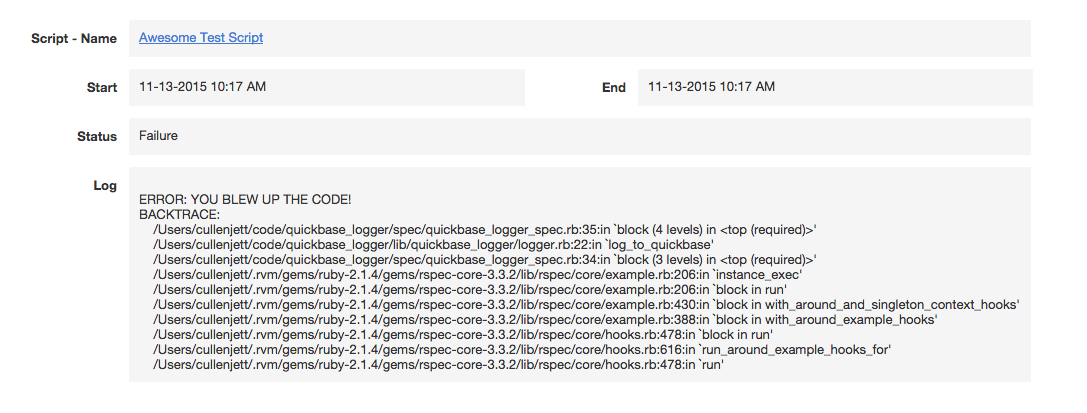 Script - Name Awesome Test Script
Start 11-13-2015 10:17 AM End 11-13-2015 10:17 AM
Status Failure
Log
ERROR: YOU BLEW UP THE CODE!
BACKTRACE:
/Users/cullenjett/code/quickbase_logger/spec/quickbase_logger_spec.rb:35:in `block (4 levels) in <top (required)>'
/Users/cullenjett/code/quickbase_logger/lib/quickbase_logger/logger.rb:22:in `log_to_quickbase'
/Users/cullenjett/code/quickbase_logger/spec/quickbase_logger_spec.rb:34:in `block (3 levels) in <top (required)>'
/Users/cullenjett/.rvm/gems/ruby-2.1.4/gems/rspec-core-3.3.2/lib/rspec/core/example.rb:206:in `instance_exec'
/Users/cullenjett/.rvm/gems/ruby-2.1.4/gems/rspec-core-3.3.2/lib/rspec/core/example.rb:206:in `block in run'
/Users/cullenjett/.rvm/gems/ruby-2.1.4/gems/rspec-core-3.3.2/lib/rspec/core/example.rb:430:in `block in with_around_and_singleton_context_hooks'
/Users/cullenjett/.rvm/gems/ruby-2.1.4/gems/rspec-core-3.3.2/lib/rspec/core/example.rb:388:in `block in with_around_example_hooks'
/Users/cullenjett/.rvm/gems/ruby-2.1.4/gems/rspec-core-3.3.2/lib/rspec/core/hooks.rb:478:in `block in run'
/Users/cullenjett/.rvm/gems/ruby-2.1.4/gems/rspec-core-3.3.2/lib/rspec/core/hooks.rb:616:in `run_around_example_hooks_for'
/Users/cullenjett/.rvm/gems/ruby-2.1.4/gems/rspec-core-3.3.2/lib/rspec/core/hooks.rb:478:in `run'